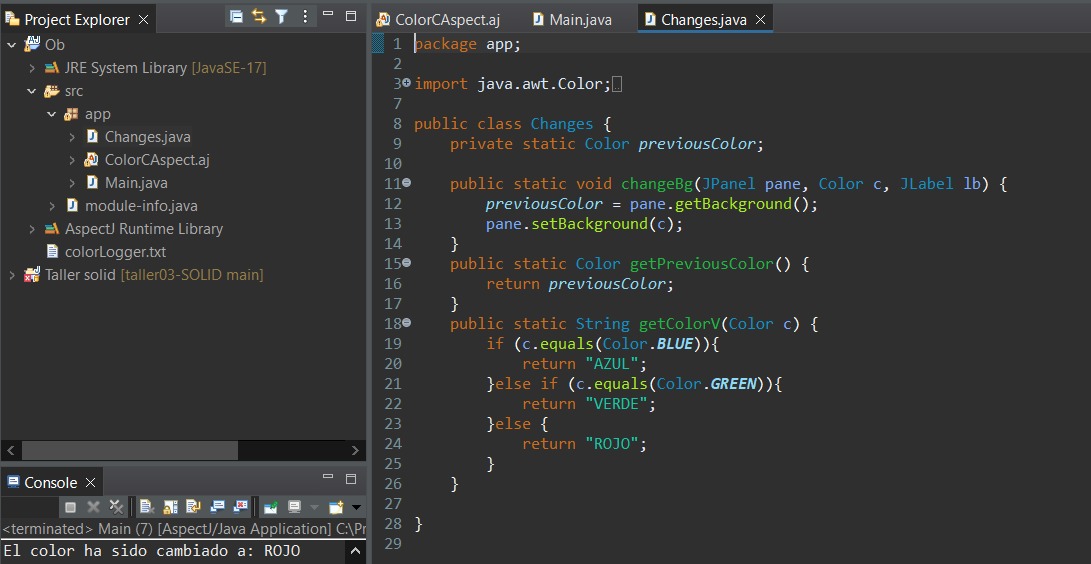 Project Explorer
Ob
JRE System Library [JavaSE-17]
src
app
Changes.java
ColorCAspect.aj
Main.java
module-info.java
AspectJ Runtime Library
colorLogger.txt
Taller solid [taller03-SOLID main]
Console
<terminated> Main (7) [AspectJ/Java Application] C:\Pr
El color ha sido cambiado a: ROJO
ColorCAspect.aj Main.java Changes.java
1 package app;
2
3 import java.awt.Color;
7
8 public class Changes {
9 private static Color previousColor;
10
11 public static void changeBg(JPanel pane, Color c, JLabel lb) {
12 previousColor = pane.getBackground();
13 pane.setBackground(c);
14 }
15 public static Color getPreviousColor() {
16 return previousColor;
17 }
18 public static String getColorV(Color c) {
19 if (c.equals(Color.BLUE)){
20 return "AZUL";
21 }else if (c.equals(Color.GREEN)){
22 return "VERDE";
23 }else {
24 return "ROJO";
25 }
26 }
27
28 }
29